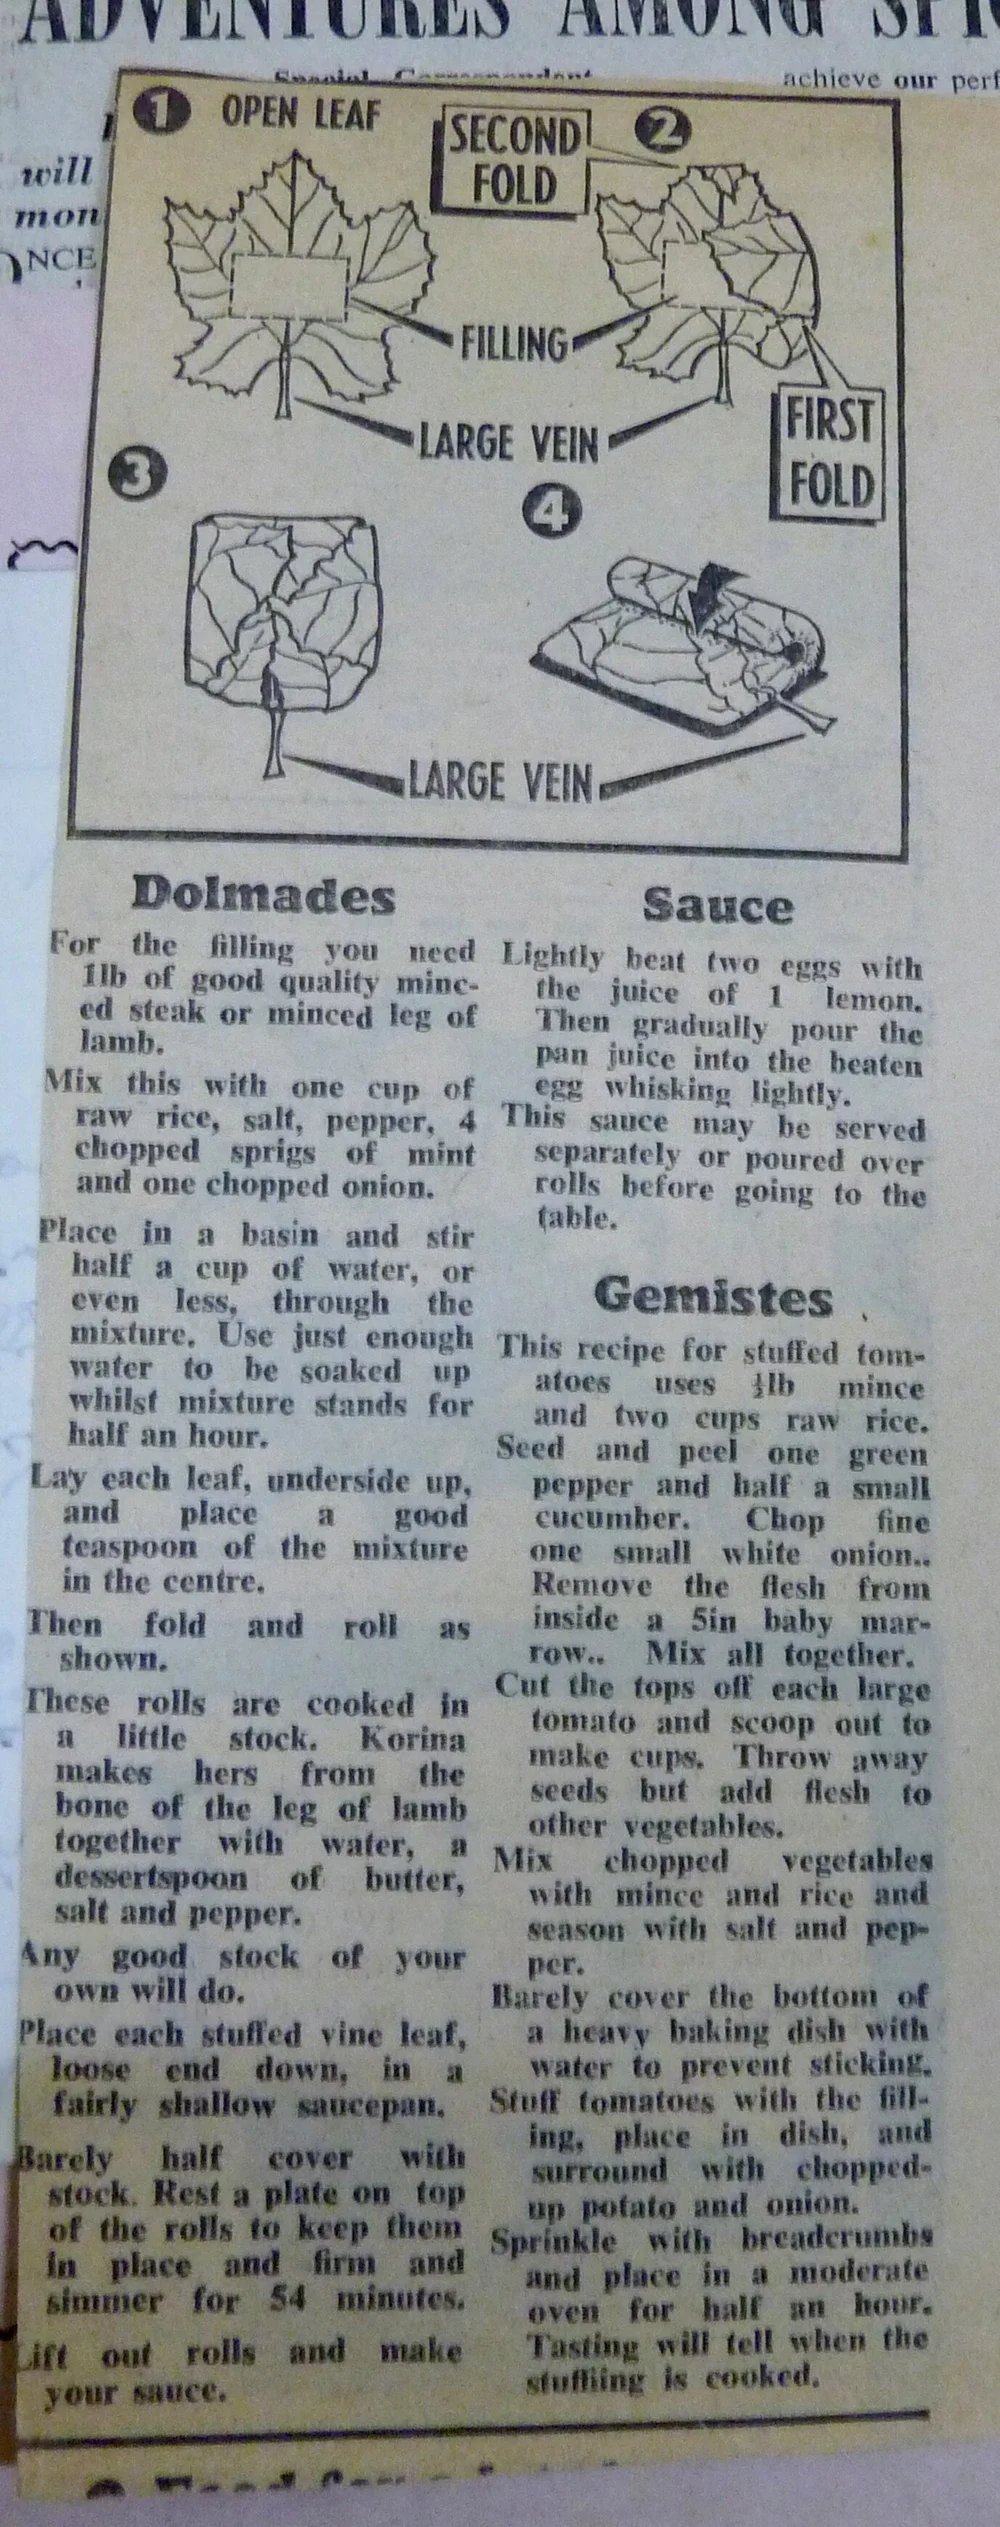 ADVENTURES AMONG
achieve our perf
will
mon
NCE
1 OPEN LEAF
SECOND
FOLD
2
FILLING
LARGE VEIN
FIRST
FOLD
3
4
LARGE VEIN
Dolmades
For the filling you need
1lb of good quality minc-
ed steak or minced leg of
lamb.
Mix this with one cup of
raw rice, salt, pepper, 4
chopped sprigs of mint
and one chopped onion.
Place in a basin and stir
half a cup of water, or
even less, through the
mixture. Use just enough
water to be soaked up
whilst mixture stands for
half an hour.
Lay each leaf, underside up,
and place a good
teaspoon of the mixture
in the centre.
Then fold and roll as
shown.
These rolls are cooked in
a little stock. Korina
makes hers from the
bone of the leg of lamb
together with water, a
dessertspoon of butter,
salt and pepper.
Any good stock of your
own will do.
Place each stuffed vine leaf,
loose end down, in a
fairly shallow saucepan.
Barely half cover with
stock. Rest a plate on top
of the rolls to keep them
in place and firm and
simmer for 54 minutes.
Lift out rolls and make
your sauce.
Sauce
Lightly beat two eggs with
the juice of 1 lemon.
Then gradually pour the
pan juice into the beaten
egg whisking lightly.
This sauce may be served
separately or poured over
rolls before going to the
table.
Gemistes
This recipe for stuffed tom-
atoes uses ½lb mince
and two cups raw rice.
Seed and peel one green
pepper and half a small
cucumber. Chop fine
one small white onion..
Remove the flesh from
inside a 5in baby mar-
row.. Mix all together.
Cut the tops off each large
tomato and scoop out to
make cups. Throw away
seeds but add flesh to
other vegetables.
Mix chopped vegetables
with mince and rice and
season with salt and pep-
per.
Barely cover the bottom of
a heavy baking dish with
water to prevent sticking.
Stuff tomatoes with the fill-
ing, place in dish, and
surround with chopped-
up potato and onion.
Sprinkle with breadcrumbs
and place in a moderate
oven for half an hour.
Tasting will tell when the
stuffiing is cooked.